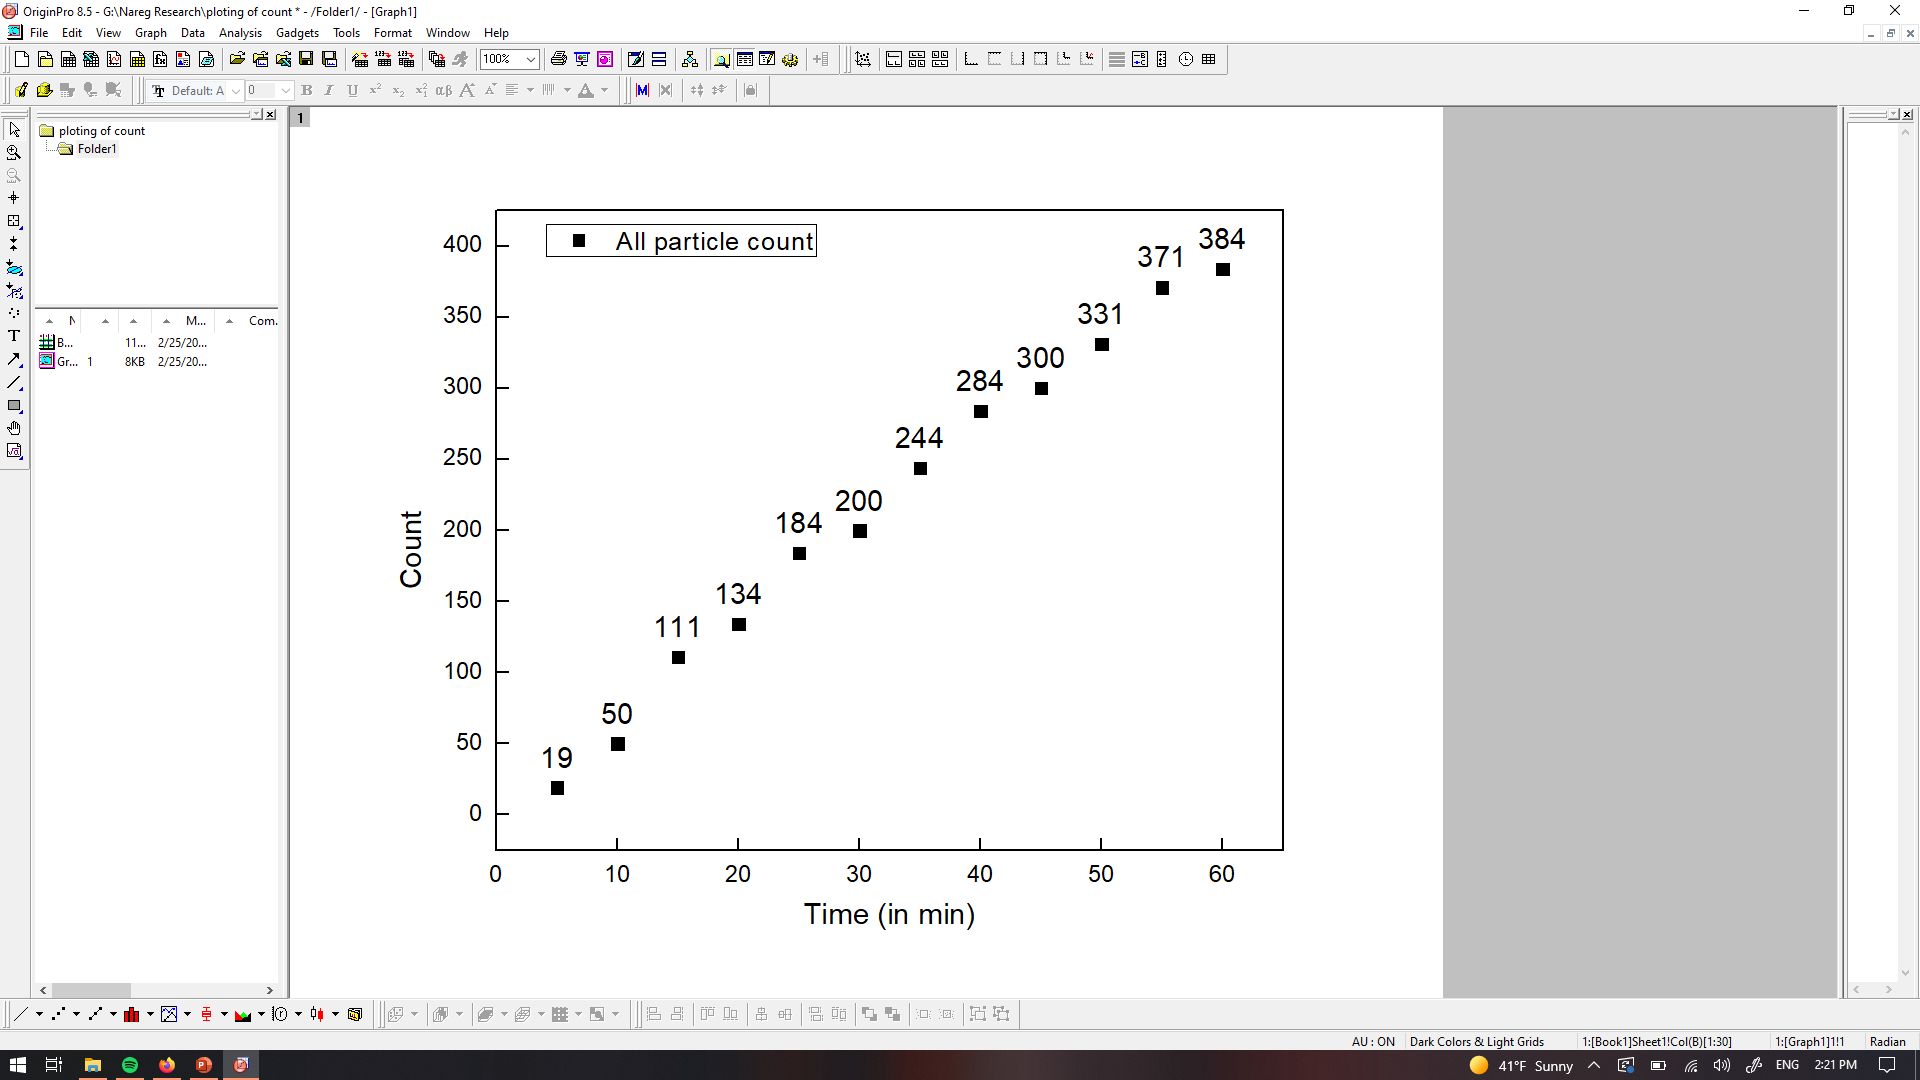 OriginPro 8.5 - G:\Nareg Research\ploting of count * - /Folder1/ - [Graph1]
File Edit View Graph Data Analysis Gadgets Tools Format Window Help
100%
Default: A 0 B I U x² x₂ αβ A A A
M
ploting of count
Folder1
1
N M... Com.
B... 11... 2/25/20...
Gr... 1 8KB 2/25/20...
All particle count
400
350
300
250
200
150
100
50
0
Count
19
50
111
134
184
200
244
284
300
331
371
384
0 10 20 30 40 50 60
Time (in min)
AU : ON Dark Colors & Light Grids 1:[Book1]Sheet1!Col(B)[1:30] 1:[Graph1]1!1 Radian
41°F Sunny ENG 2:21 PM